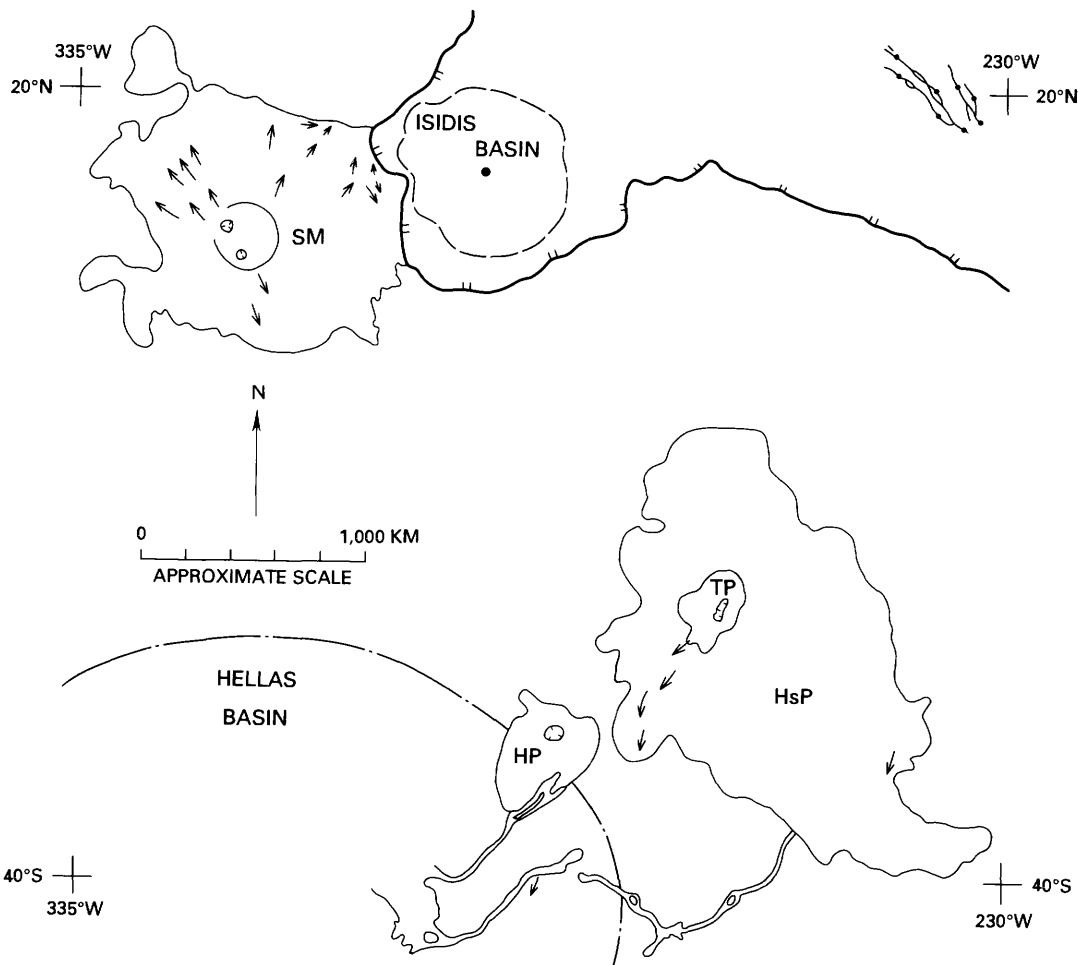 335°W
20°N
230°W
20°N
ISIDIS
BASIN
SM
N
0 1,000 KM
APPROXIMATE SCALE
TP
HELLAS
BASIN
HsP
HP
40°S
335°W
40°S
230°W